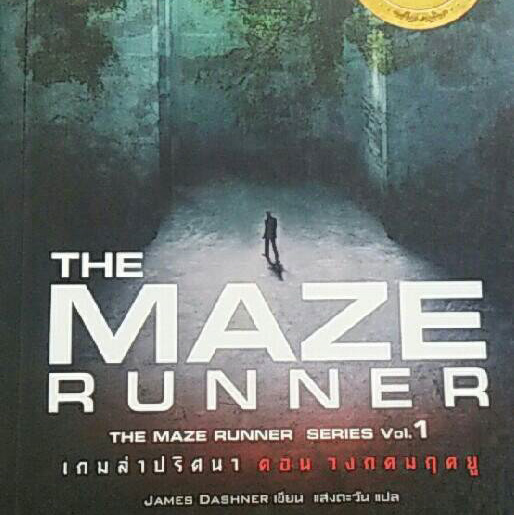 THE
MAZE
RUNNER
THE MAZE RUNNER SERIES Vol.1
เกมล่าปริศนา ตอน วงกตมฤตยู
JAMES DASHNER เขียน แสงตะวัน แปล